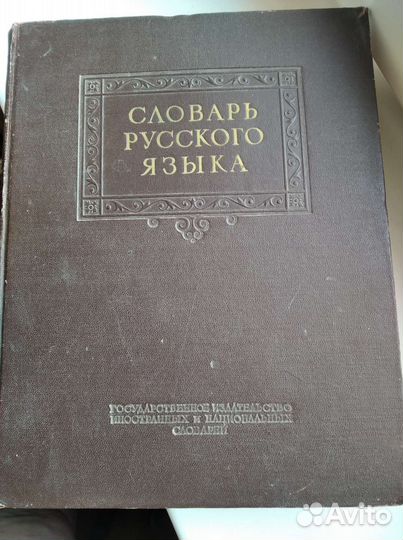 СЛОВАРЬ
РУССКОГО
ЯЗЫКА
ГОСУДАРСТВЕННОЕ ИЗДАТЕЛЬСТВО
ИНОСТРАННЫХ И НАЦИОНАЛЬНЫХ
СЛОВАРЕЙ
Avito